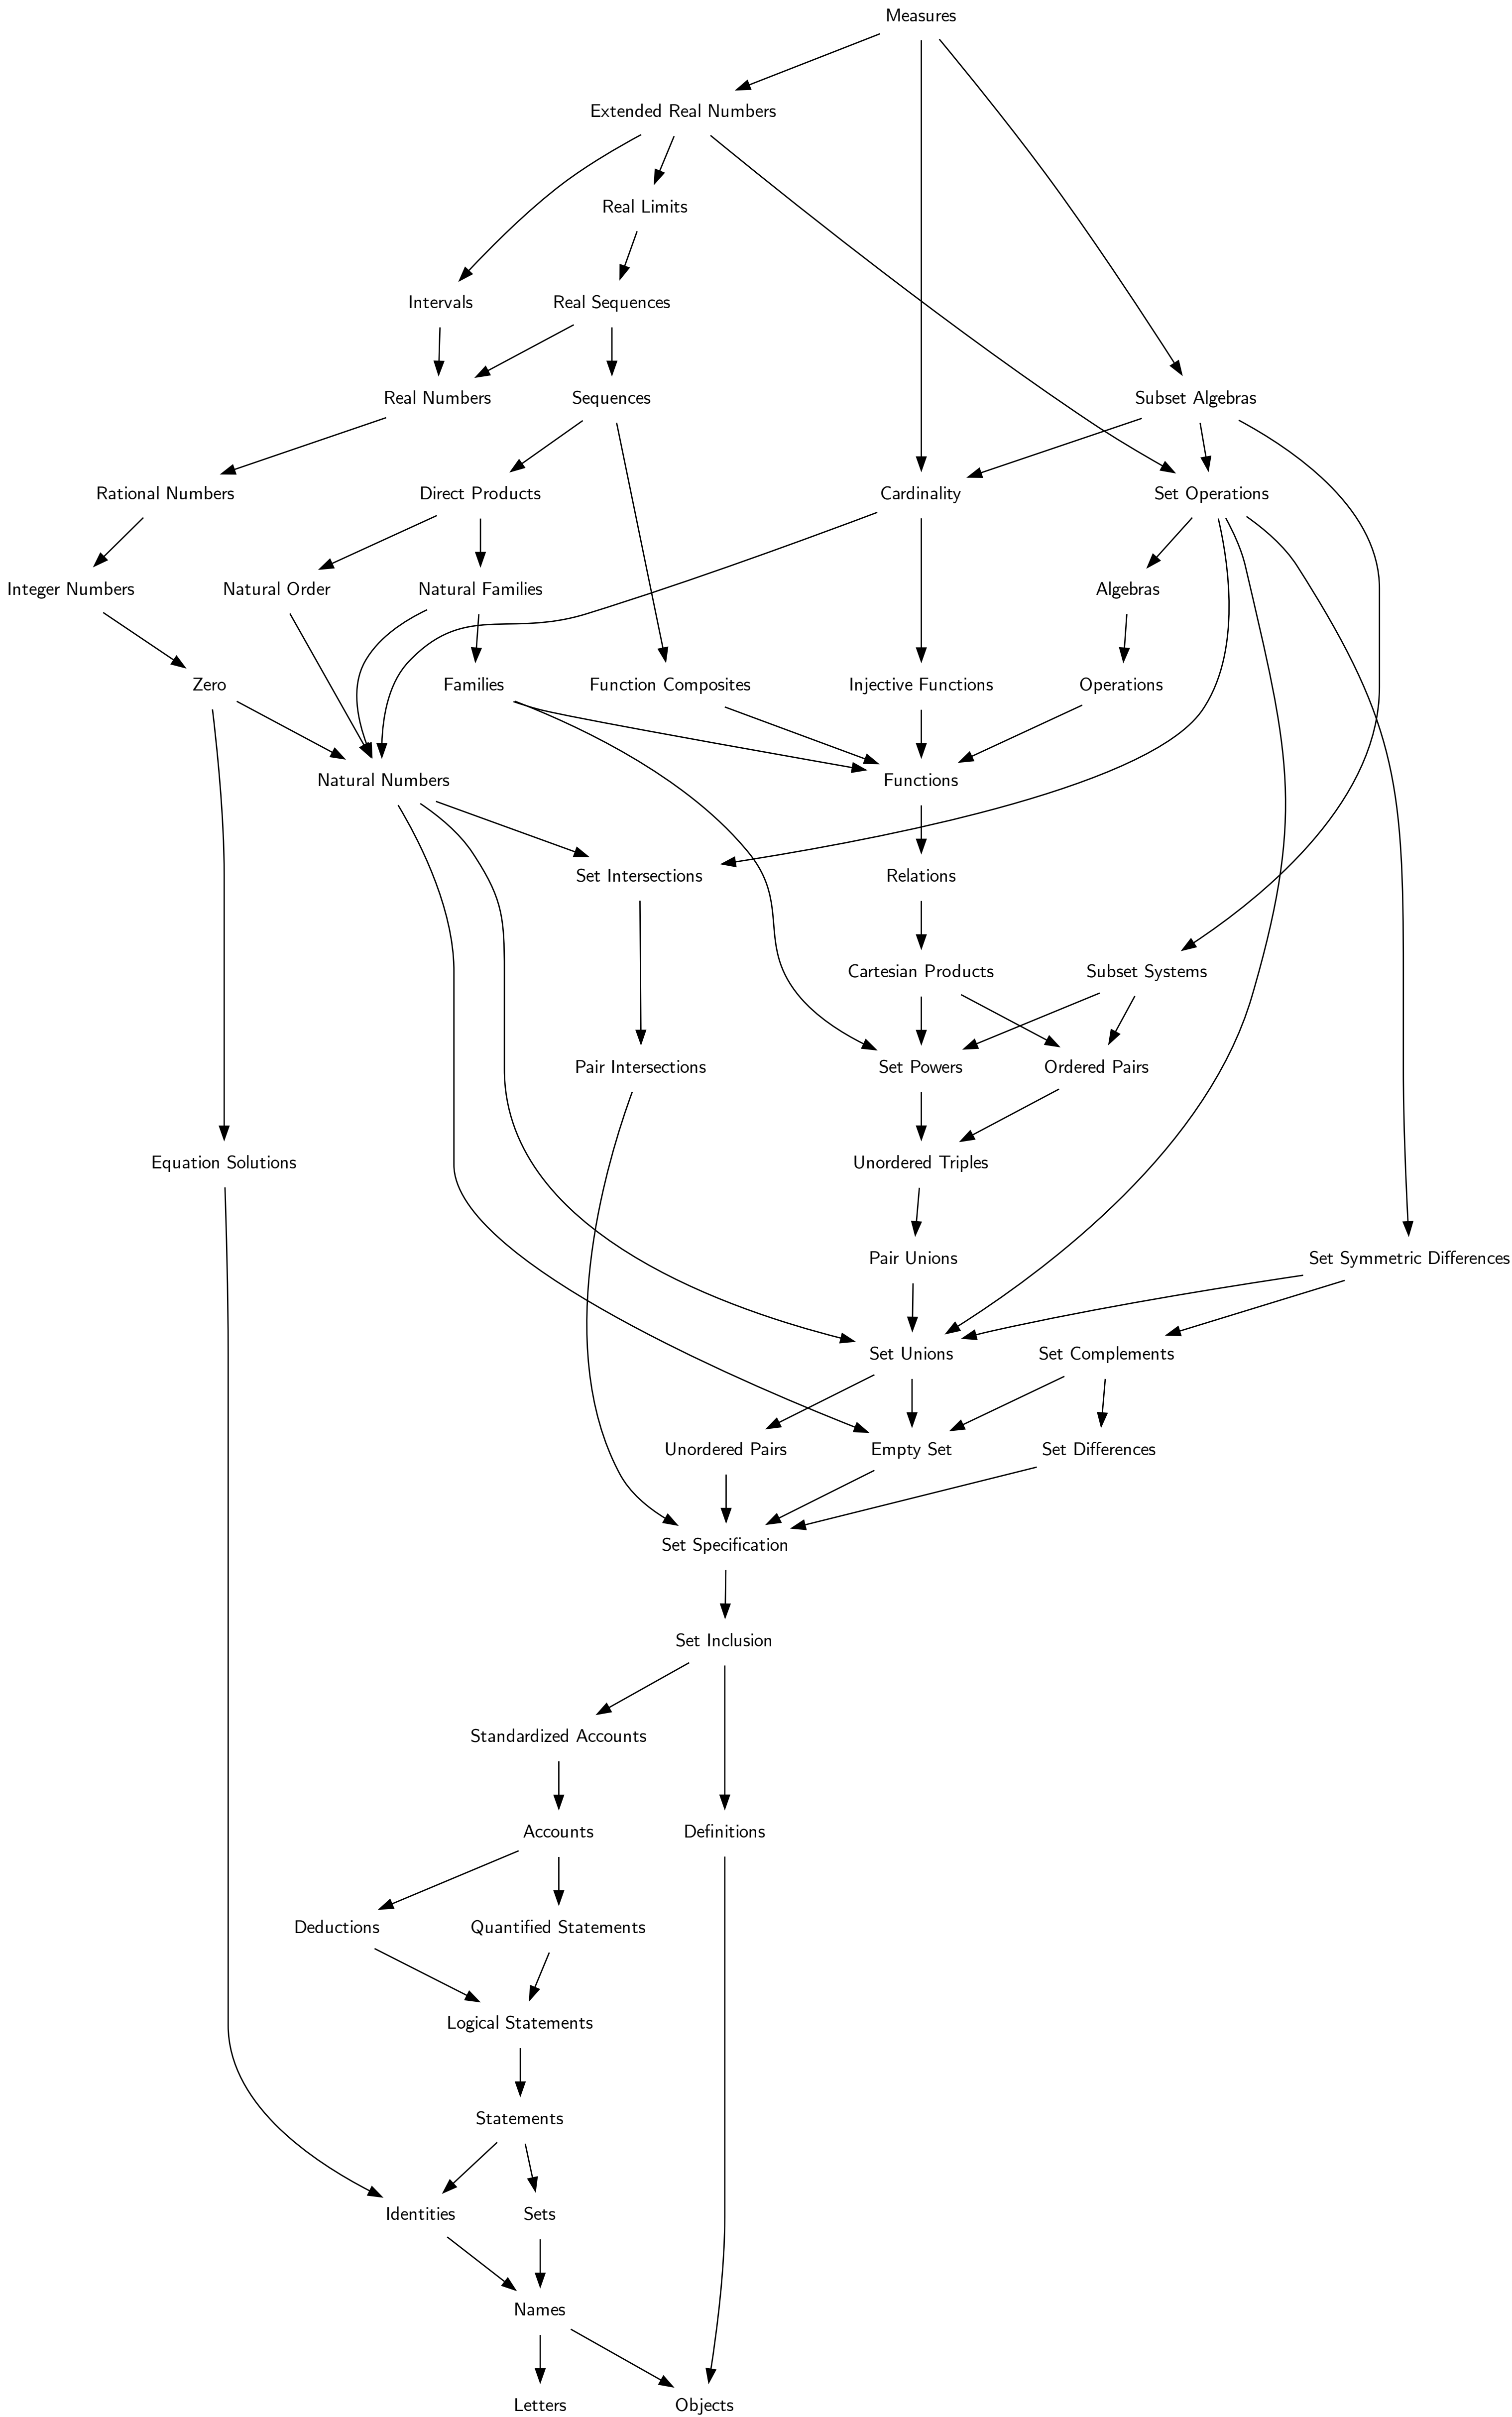 Measures
Extended Real Numbers
Real Limits
Intervals
Real Sequences
Real Numbers
Sequences
Subset Algebras
Rational Numbers
Direct Products
Cardinality
Set Operations
Integer Numbers
Natural Order
Natural Families
Algebras
Zero
Families
Function Composites
Injective Functions
Operations
Natural Numbers
Functions
Set Intersections
Relations
Cartesian Products
Subset Systems
Pair Intersections
Set Powers
Ordered Pairs
Equation Solutions
Unordered Triples
Pair Unions
Set Symmetric Differences
Set Unions
Set Complements
Unordered Pairs
Empty Set
Set Differences
Set Specification
Set Inclusion
Standardized Accounts
Accounts
Definitions
Deductions
Quantified Statements
Logical Statements
Statements
Identities
Sets
Names
Letters
Objects